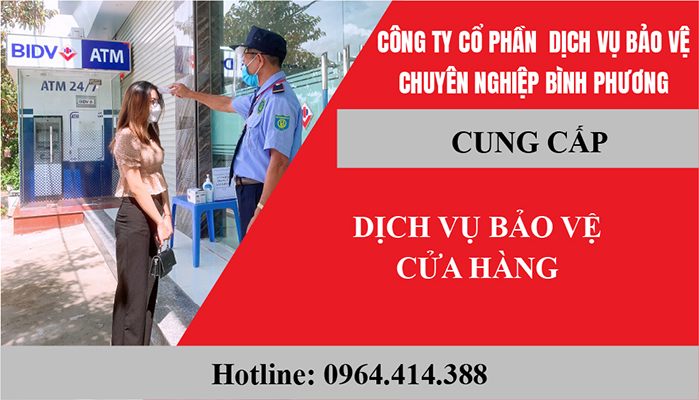 BIDV ATM
ATM 24/7
CÔNG TY CỔ PHẦN DỊCH VỤ BẢO VỆ
CHUYÊN NGHIỆP BÌNH PHƯƠNG
CUNG CẤP
DỊCH VỤ BẢO VỆ
CỬA HÀNG
Hotline: 0964.414.388